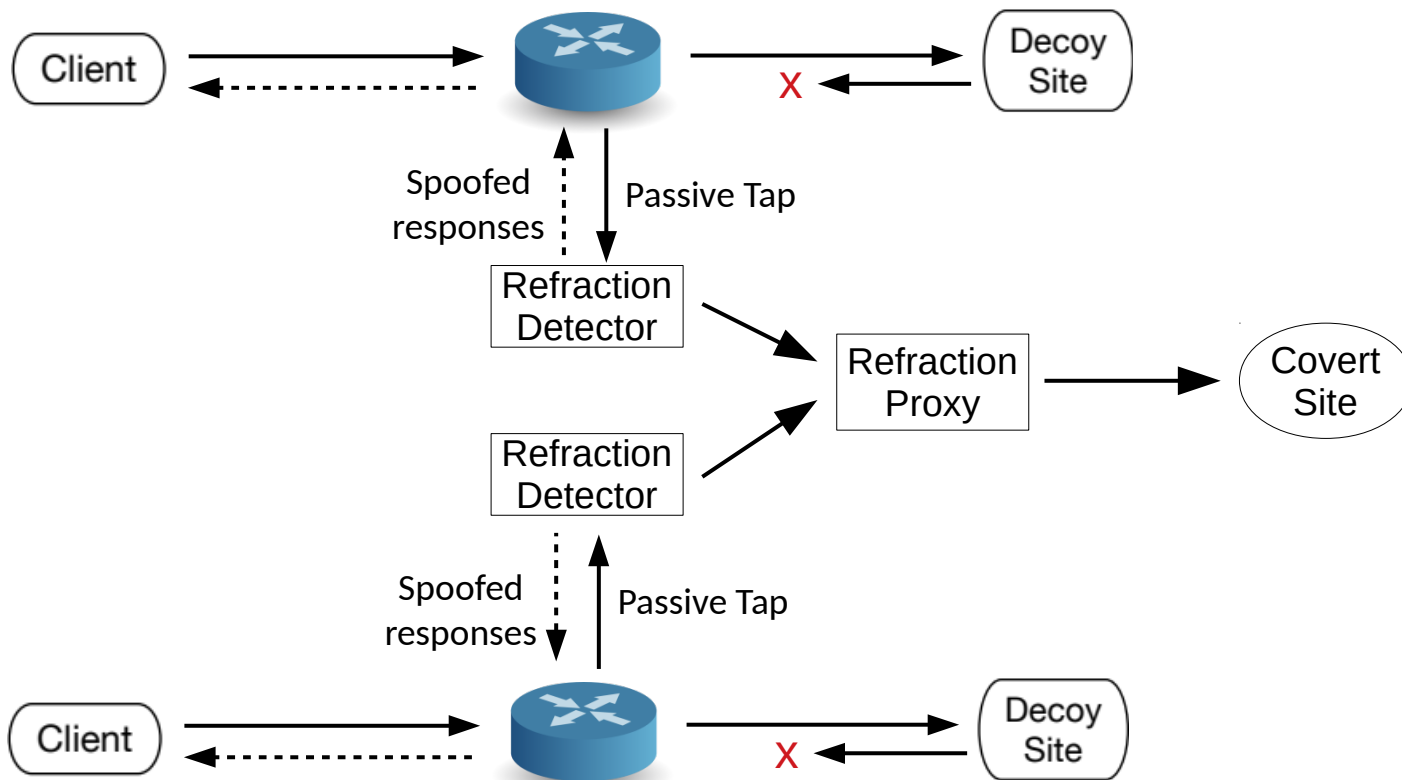 Client
Decoy
Site
X
Spoofed
responses
Passive Tap
Refraction
Detector
Refraction
Proxy
Covert
Site
Refraction
Detector
Spoofed
responses
Passive Tap
Client
Decoy
Site
X